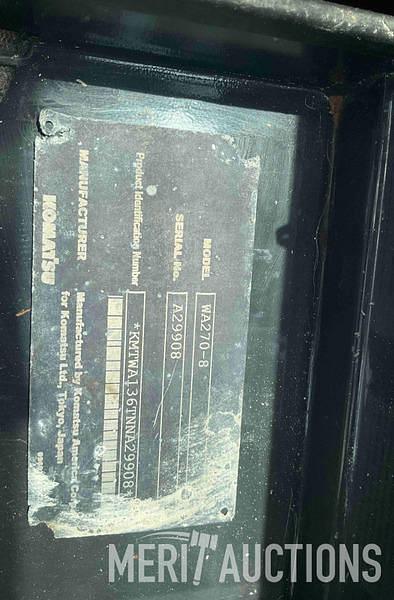 MODEL WA270-8
SERIAL No. A29908
Product Identification Number
*KMTWA136TNNA29908*
MANUFACTURER Manufactured by Komatsu America Corp.
KOMATSU for Komatsu Ltd., Tokyo, Japan
MERIT AUCTIONS